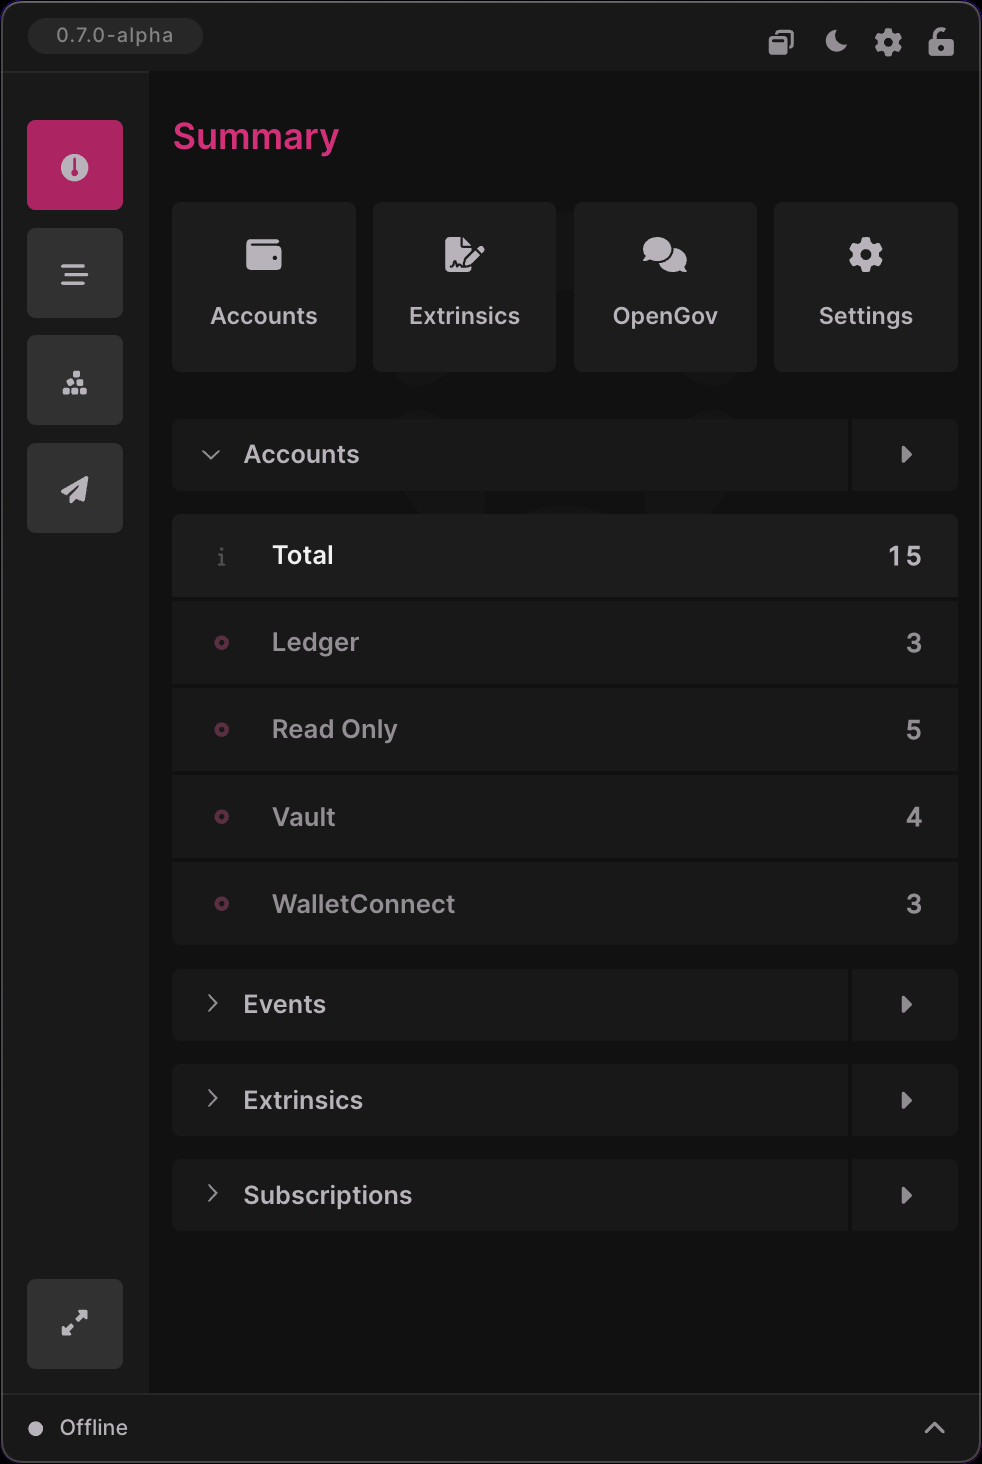 0.7.0-alpha
Summary
Accounts Extrinsics OpenGov Settings
Accounts
Total 15
Ledger 3
Read Only 5
Vault 4
WalletConnect 3
Events
Extrinsics
Subscriptions
Offline